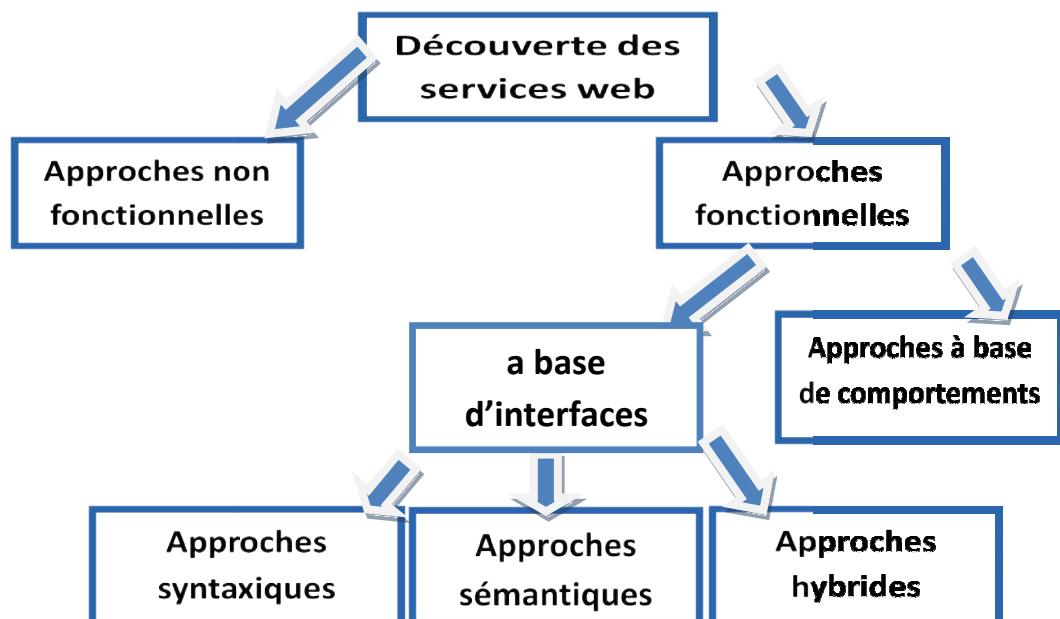 Découverte des
services web
Approches non
fonctionnelles
Approches
fonctionnelles
a base
d’interfaces
Approches à base
de comportements
Approches
syntaxiques
Approches
sémantiques
Approches
hybrides